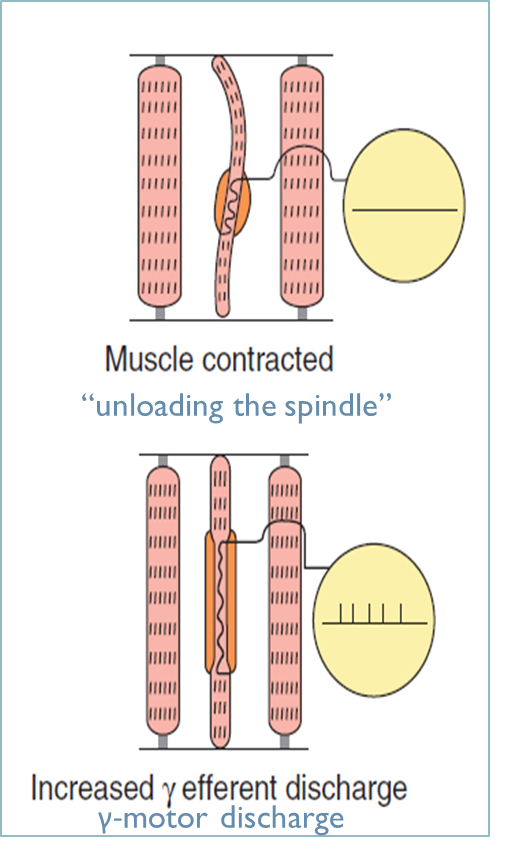 Muscle contracted
“unloading the spindle”
Increased γ efferent discharge
γ-motor discharge